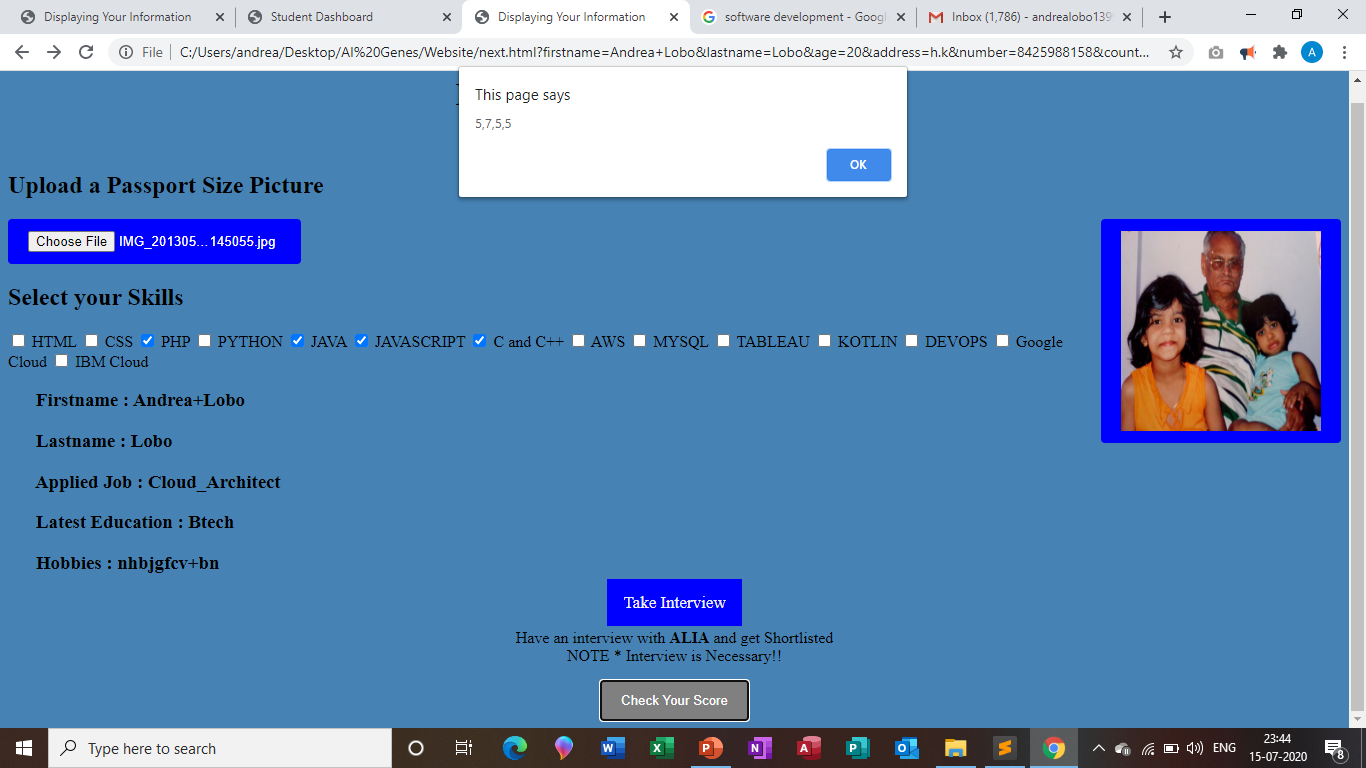 Displaying Your Information
Student Dashboard
Displaying Your Information
software development - Googl
Inbox (1,786) - andrealobo139
File | C:/Users/andrea/Desktop/AI%20Genes/Website/next.html?firstname=Andrea+Lobo&lastname=Lobo&age=20&address=h.k&number=8425988158&count...
A
This page says
5,7,5,5
OK
Upload a Passport Size Picture
Choose File IMG_201305...145055.jpg
Select your Skills
HTML CSS PHP PYTHON JAVA JAVASCRIPT C and C++ AWS MYSQL TABLEAU KOTLIN DEVOPS Google
Cloud IBM Cloud
Firstname : Andrea+Lobo
Lastname : Lobo
Applied Job : Cloud_Architect
Latest Education : Btech
Hobbies : nhbjgfcv+bn
Take Interview
Have an interview with ALIA and get Shortlisted
NOTE * Interview is Necessary!!
Check Your Score
Type here to search
ENG
23:44
15-07-2020
8